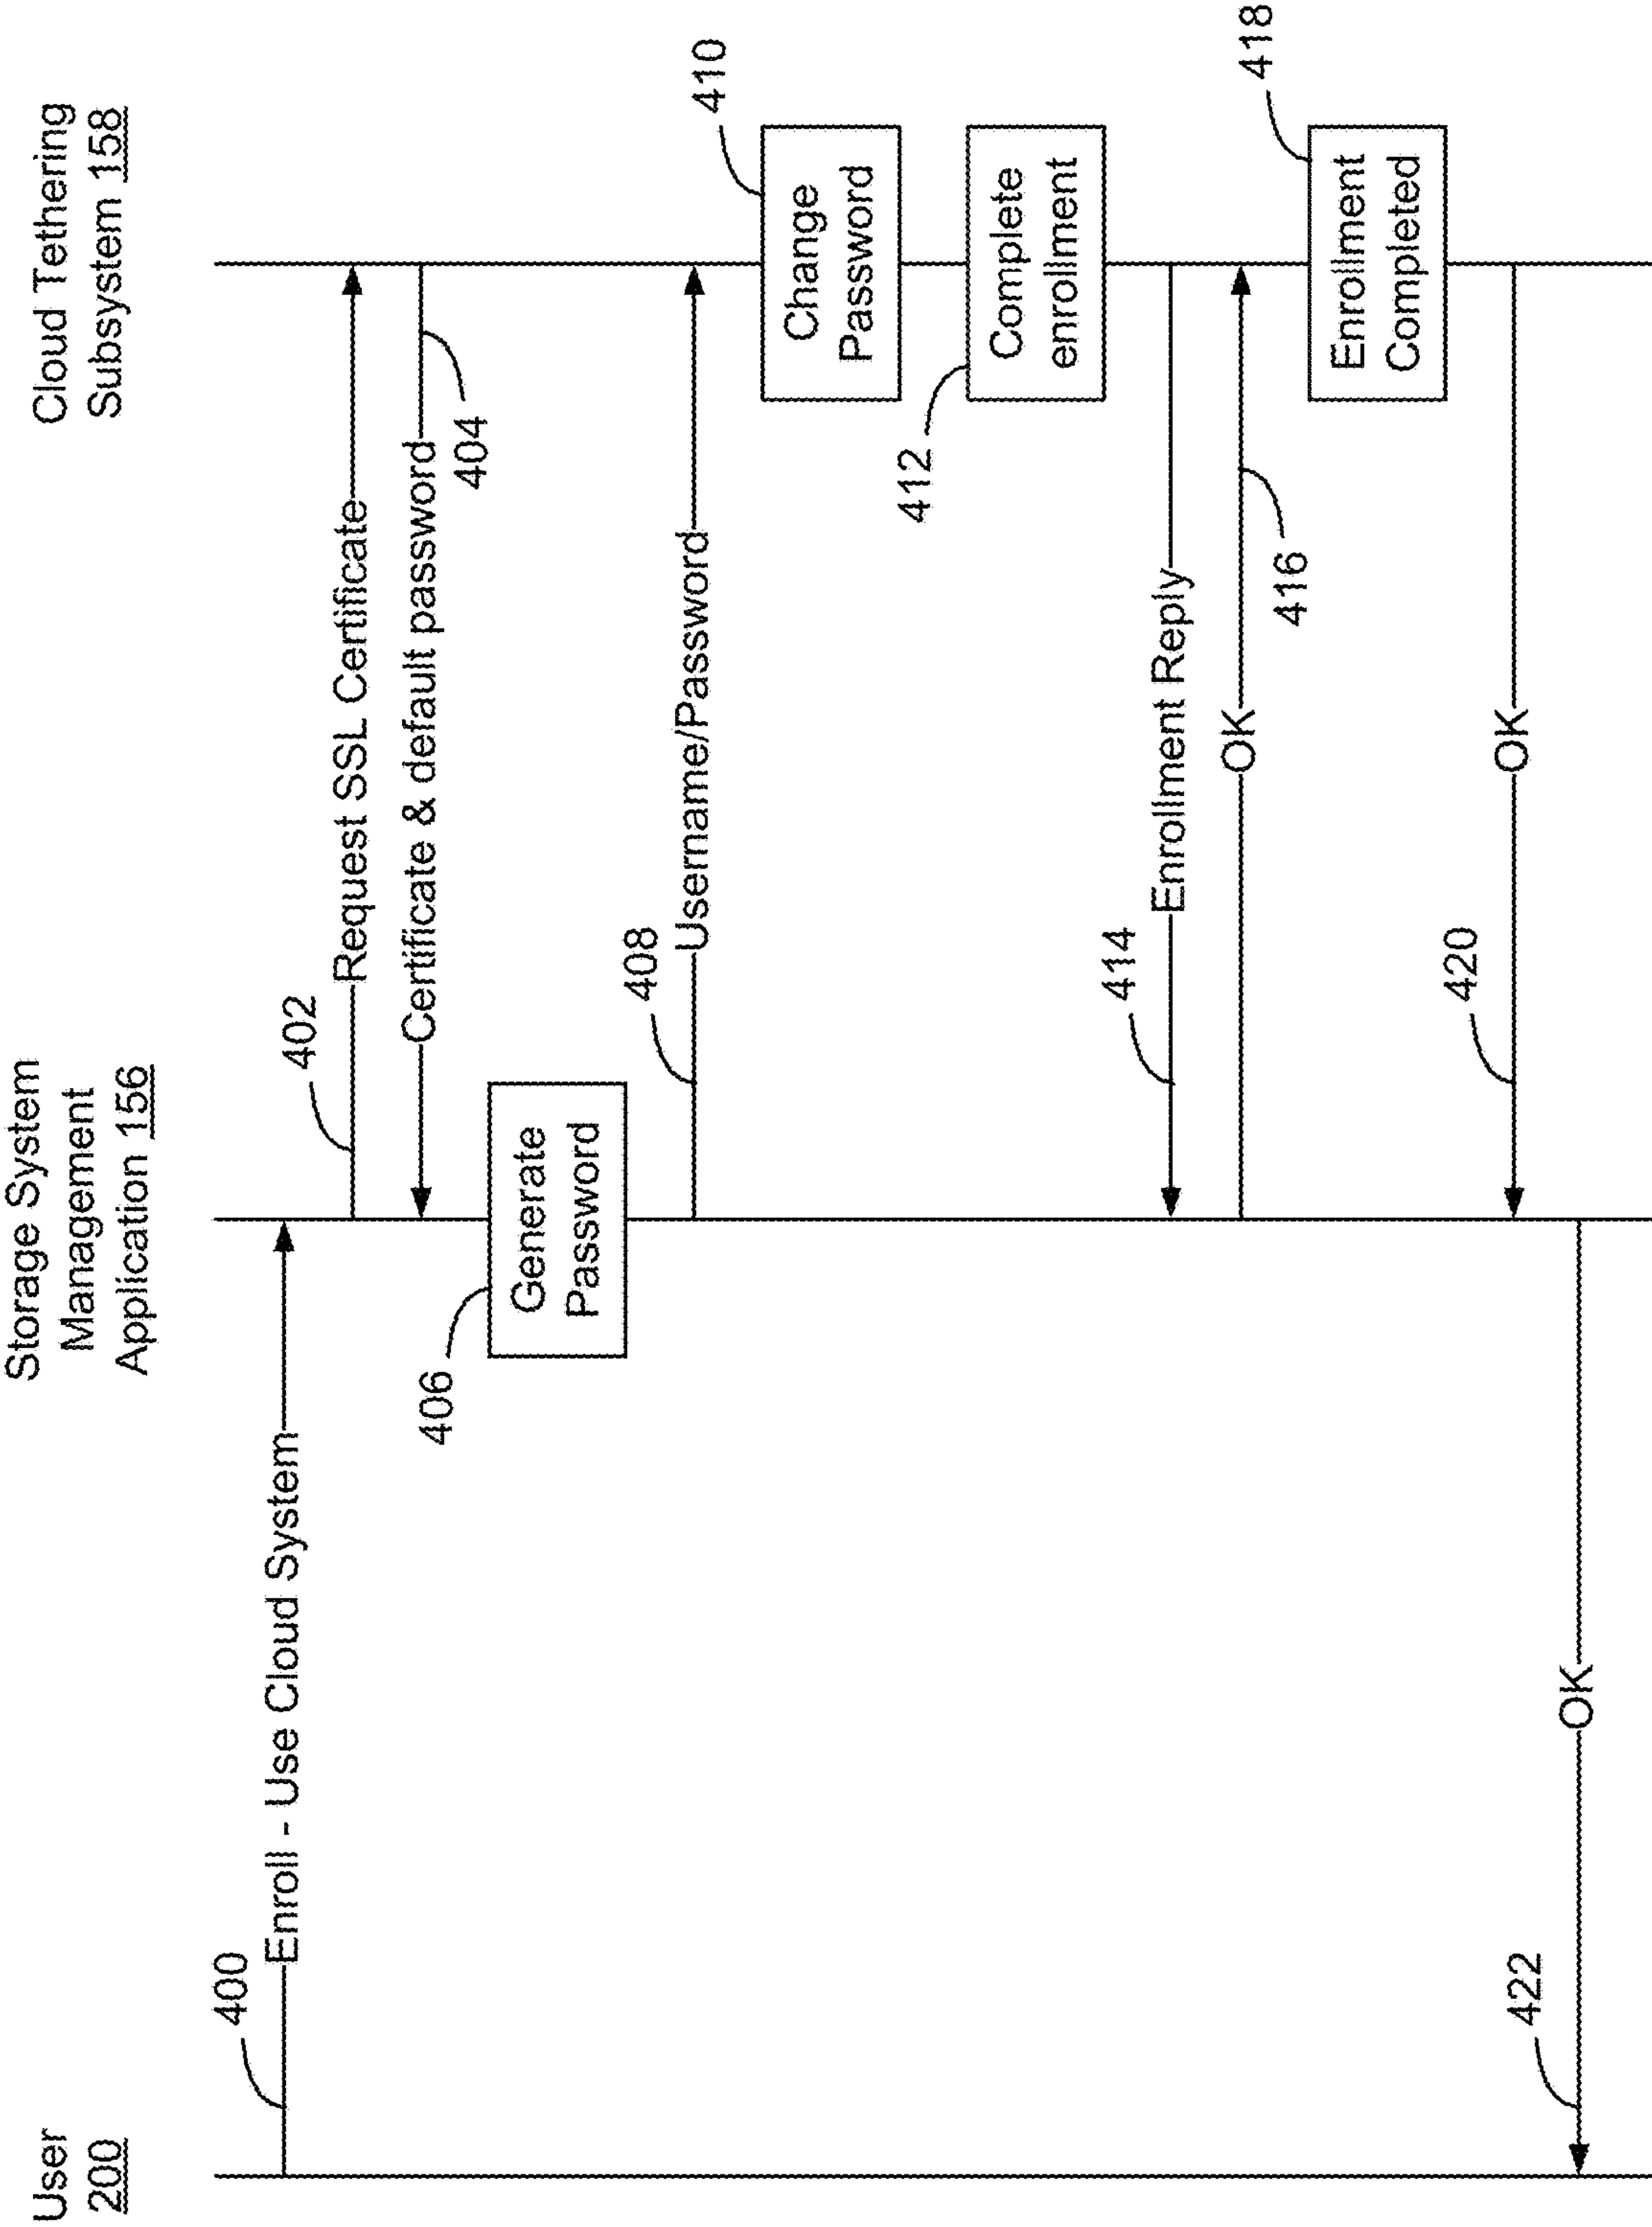 User
200
Storage System
Management
Application 156
Cloud Tethering
Subsystem 158
400
Enroll - Use Cloud System
402
Request SSL Certificate
Certificate & default password
404
406
Generate
Password
408
Username/Password
410
Change
Password
412
Complete
enrollment
414
Enrollment Reply
OK
416
418
Enrollment
Completed
420
OK
422
OK